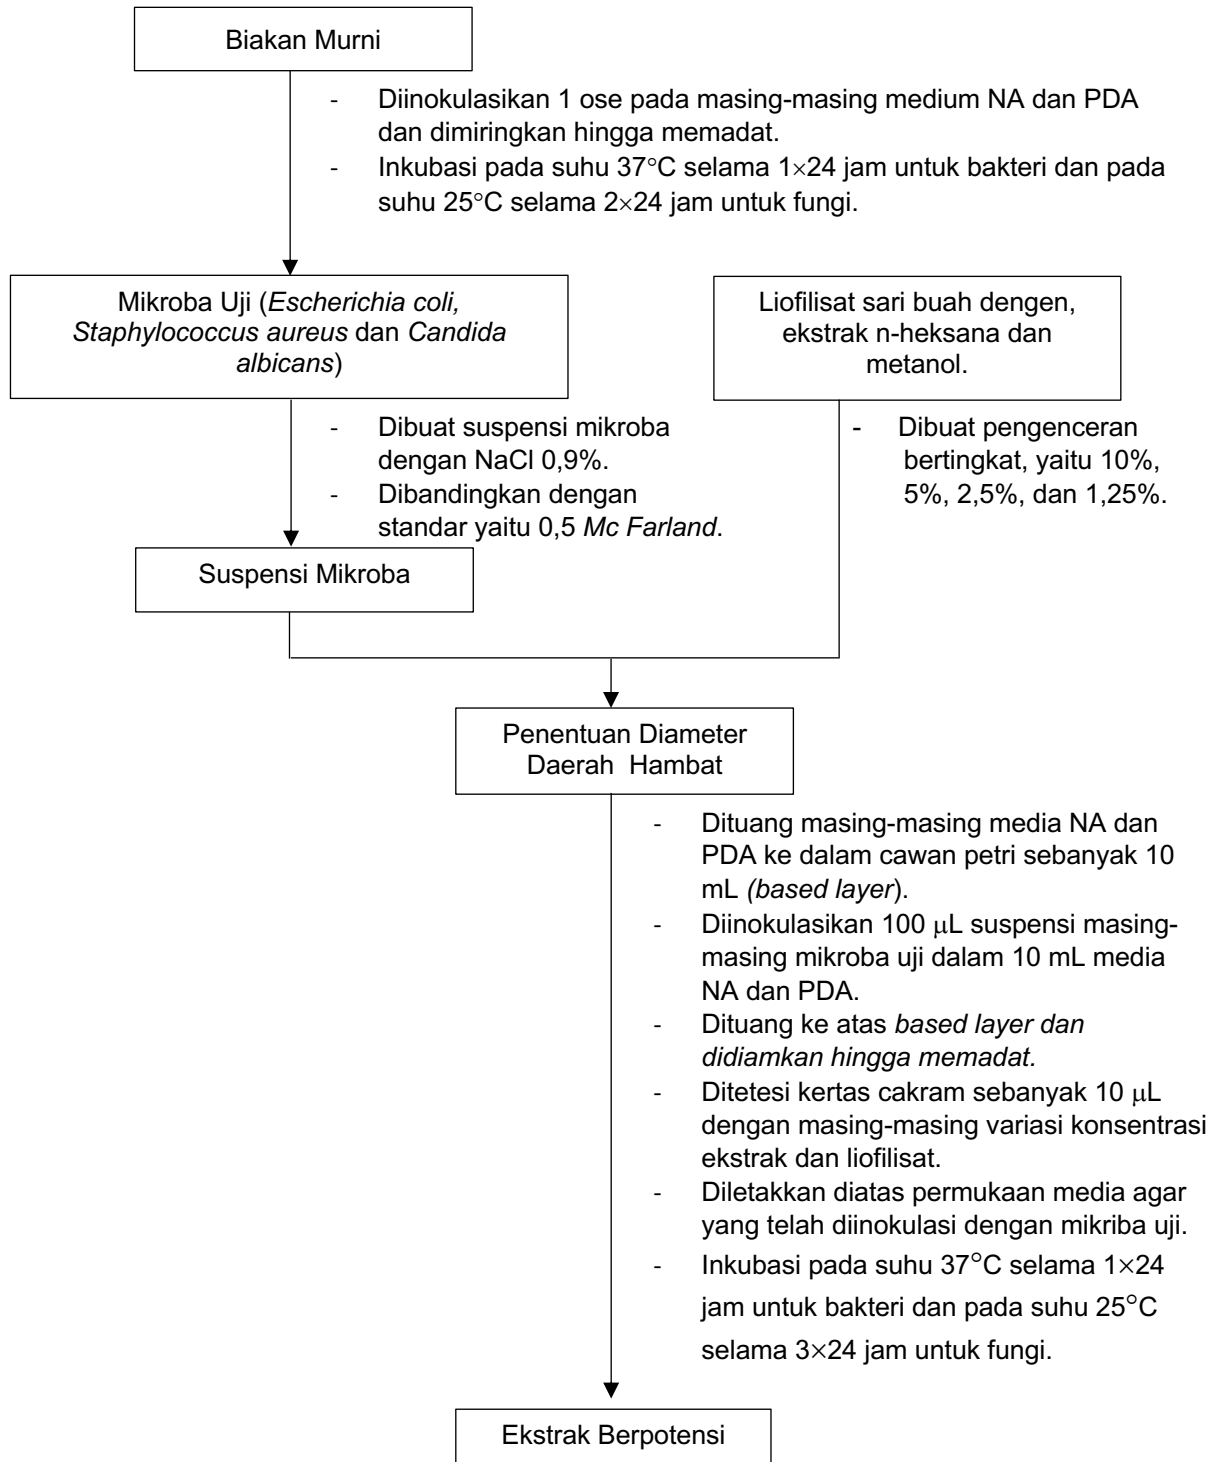 Biakan Murni
- Diinokulasikan 1 ose pada masing-masing medium NA dan PDA
dan dimiringkan hingga memadat.
- Inkubasi pada suhu 37°C selama 1×24 jam untuk bakteri dan pada
suhu 25°C selama 2×24 jam untuk fungi.
Mikroba Uji (Escherichia coli,
Staphylococcus aureus dan Candida
albicans)
Liofilisat sari buah dengen,
ekstrak n-heksana dan
metanol.
- Dibuat suspensi mikroba
dengan NaCl 0,9%.
- Dibandingkan dengan
standar yaitu 0,5 Mc Farland.
- Dibuat pengenceran
bertingkat, yaitu 10%,
5%, 2,5%, dan 1,25%.
Suspensi Mikroba
Penentuan Diameter
Daerah Hambat
- Dituang masing-masing media NA dan
PDA ke dalam cawan petri sebanyak 10
mL (based layer).
- Diinokulasikan 100 µL suspensi masing-
masing mikroba uji dalam 10 mL media
NA dan PDA.
- Dituang ke atas based layer dan
didiamkan hingga memadat.
- Ditetesi kertas cakram sebanyak 10 µL
dengan masing-masing variasi konsentrasi
ekstrak dan liofilisat.
- Diletakkan diatas permukaan media agar
yang telah diinokulasi dengan mikriba uji.
- Inkubasi pada suhu 37°C selama 1×24
jam untuk bakteri dan pada suhu 25°C
selama 3×24 jam untuk fungi.
Ekstrak Berpotensi